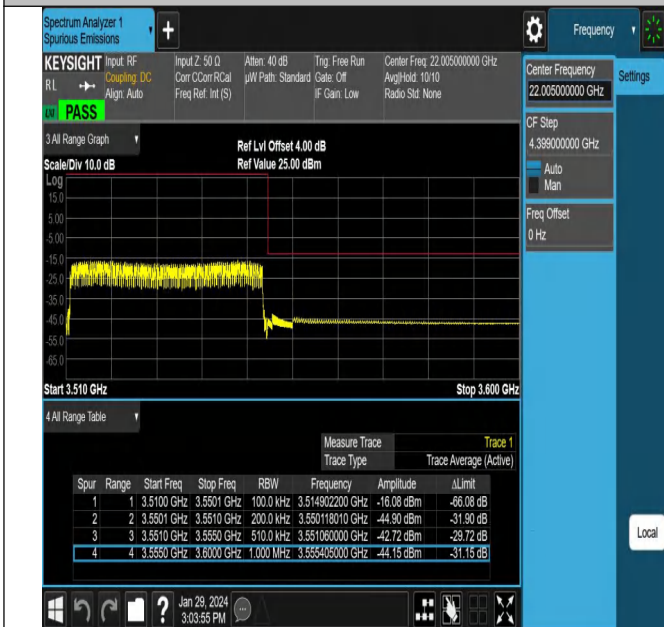 Spectrum Analyzer 1
Spurious Emissions
+
Frequency
KEYSIGHT
RL
Input: RF
Coupling: DC
Align: Auto
Input Z: 50 Ω
Corr CCorr RCal
Freq Ref: Int (S)
Atten: 40 dB
µW Path: Standard
Trig: Free Run
Gate: Off
IF Gain: Low
Center Freq: 22.005000000 GHz
Avg|Hold: 10/10
Radio Std: None
PASS
Center Frequency
22.005000000 GHz
Settings
CF Step
4.399000000 GHz
Auto
Man
Freq Offset
0 Hz
3 All Range Graph
Ref Lvl Offset 4.00 dB
Scale/Div 10.0 dB
Ref Value 25.00 dBm
Log
15.0
5.00
-5.00
-15.0
-25.0
-35.0
-45.0
-55.0
-65.0
Start 3.510 GHz
Stop 3.600 GHz
4 All Range Table
Measure Trace Trace 1
Trace Type Trace Average (Active)
Spur Range Start Freq Stop Freq RBW Frequency Amplitude ΔLimit
1 1 3.5100 GHz 3.5501 GHz 100.0 kHz 3.514902200 GHz -16.08 dBm -66.08 dB
2 2 3.5501 GHz 3.5510 GHz 200.0 kHz 3.550118010 GHz -44.90 dBm -31.90 dB
3 3 3.5510 GHz 3.5550 GHz 510.0 kHz 3.551060000 GHz -42.72 dBm -29.72 dB
4 4 3.5550 GHz 3.6000 GHz 1.000 MHz 3.555405000 GHz -44.15 dBm -31.15 dB
Local
?
Jan 29, 2024
3:03:55 PM